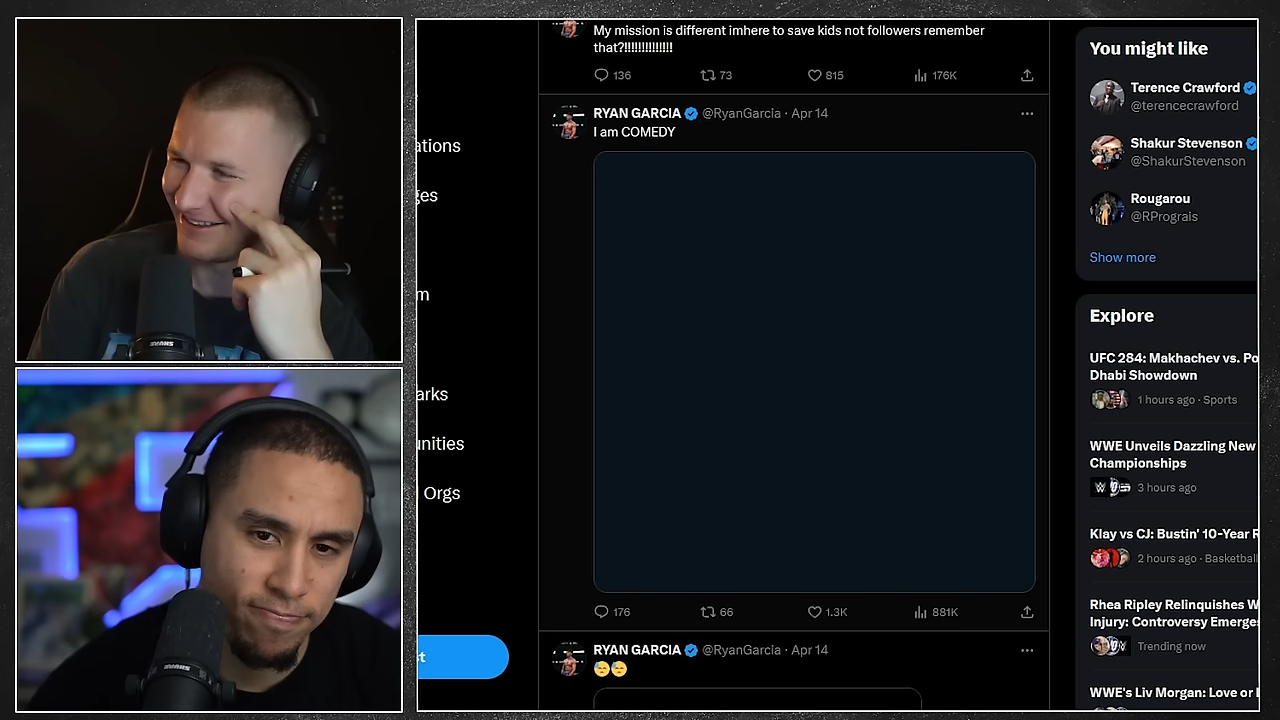 My mission is different imhere to save kids not followers remember
that?!!!!!!!!!!!!!!
136 73 815 176K
RYAN GARCIA @RyanGarcia · Apr 14
I am COMEDY
176 66 1.3K 881K
RYAN GARCIA @RyanGarcia · Apr 14
ations
ges
m
arks
unities
Orgs
t
You might like
Terence Crawford
@terencecrawford
Shakur Stevenson
@ShakurStevenson
Rougarou
@RPrograis
Show more
Explore
UFC 284: Makhachev vs. Po
Dhabi Showdown
1 hours ago · Sports
WWE Unveils Dazzling New
Championships
3 hours ago
Klay vs CJ: Bustin' 10-Year R
2 hours ago · Basketball
Rhea Ripley Relinquishes W
Injury: Controversy Emerge
Trending now
WWE's Liv Morgan: Love or